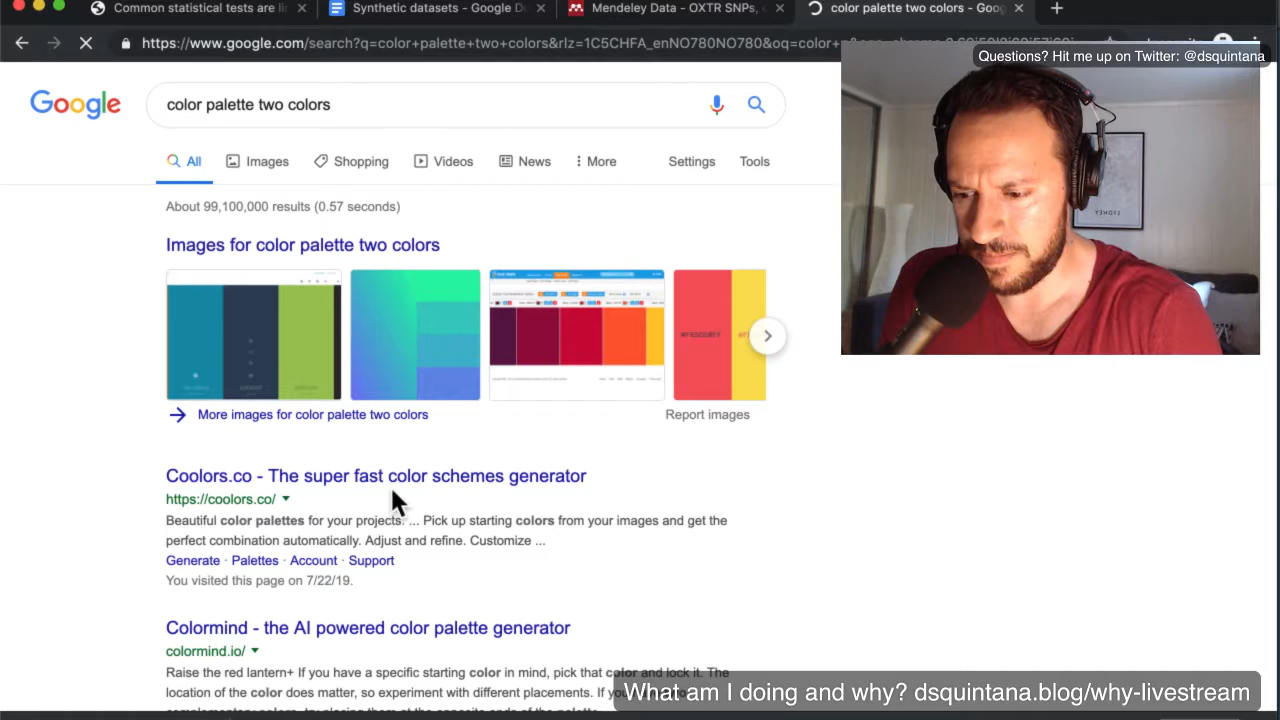 Common statistical tests are li
Synthetic datasets - Google D
Mendeley Data - OXTR SNPs,
color palette two colors - Goog
https://www.google.com/search?q=color+palette+two+colors&rlz=1C5CHFA_enNO780NO780&oq=color
Questions? Hit me up on Twitter: @dsquintana
Google
color palette two colors
All
Images
Shopping
Videos
News
More
Settings
Tools
About 99,100,000 results (0.57 seconds)
Images for color palette two colors
More images for color palette two colors
Report images
SYDNEY
Coolors.co - The super fast color schemes generator
https://coolors.co/
Beautiful color palettes for your projects. ... Pick up starting colors from your images and get the
perfect combination automatically. Adjust and refine. Customize ...
Generate · Palettes · Account · Support
You visited this page on 7/22/19.
Colormind - the AI powered color palette generator
colormind.io/
Raise the red lantern+ If you have a specific starting color in mind, pick that color and lock it. The
location of the color does matter, so experiment with different placements. If
What am I doing and why? dsquintana.blog/why-livestream